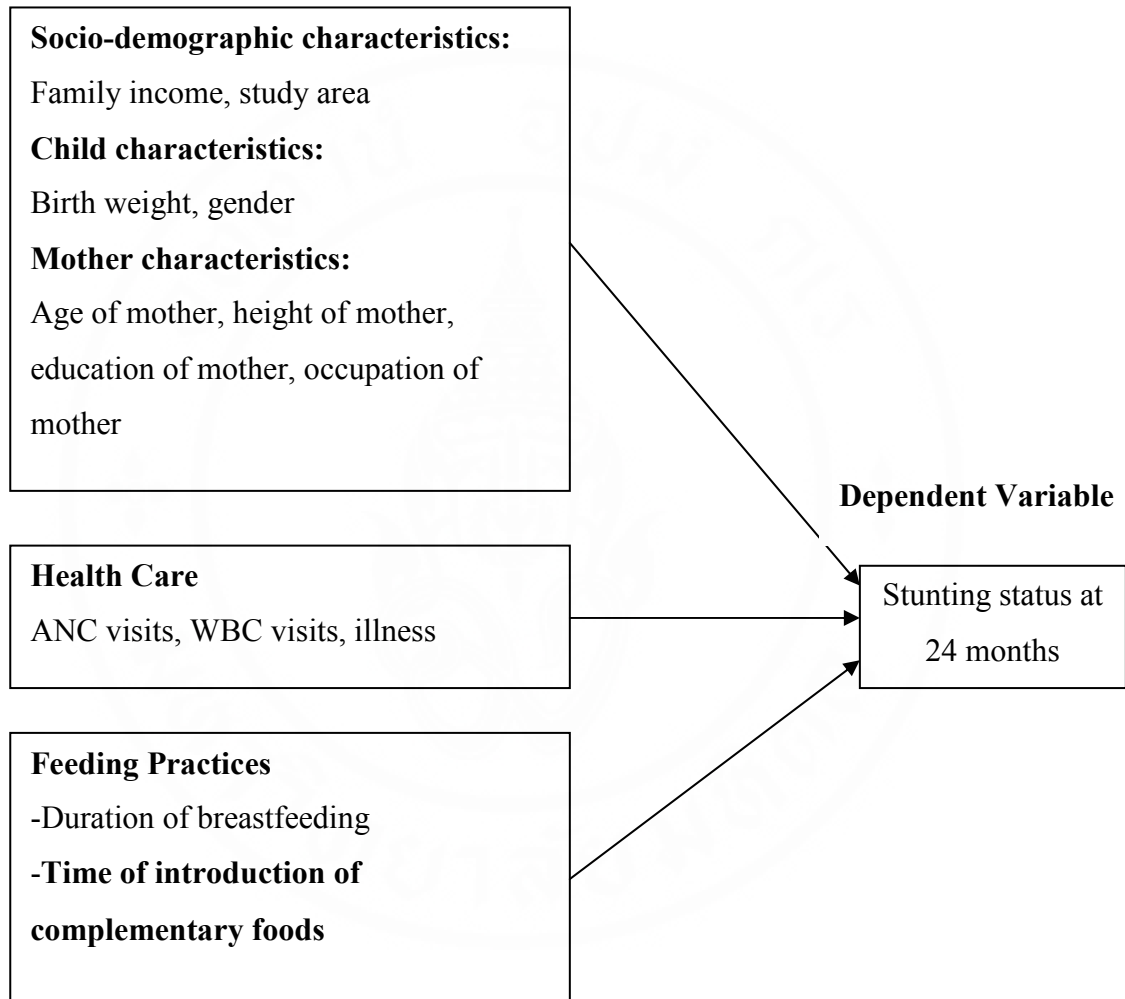 Socio-demographic characteristics:
Family income, study area
Child characteristics:
Birth weight, gender
Mother characteristics:
Age of mother, height of mother,
education of mother, occupation of
mother
Health Care
ANC visits, WBC visits, illness
Feeding Practices
-Duration of breastfeeding
-Time of introduction of
complementary foods
Dependent Variable
Stunting status at
24 months